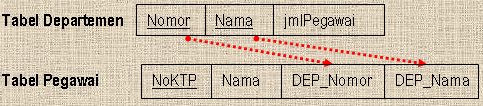 Tabel Departemen Nomor Nama jmlPegawai
Tabel Pegawai NoKTP Nama DEP_Nomor DEP_Nama